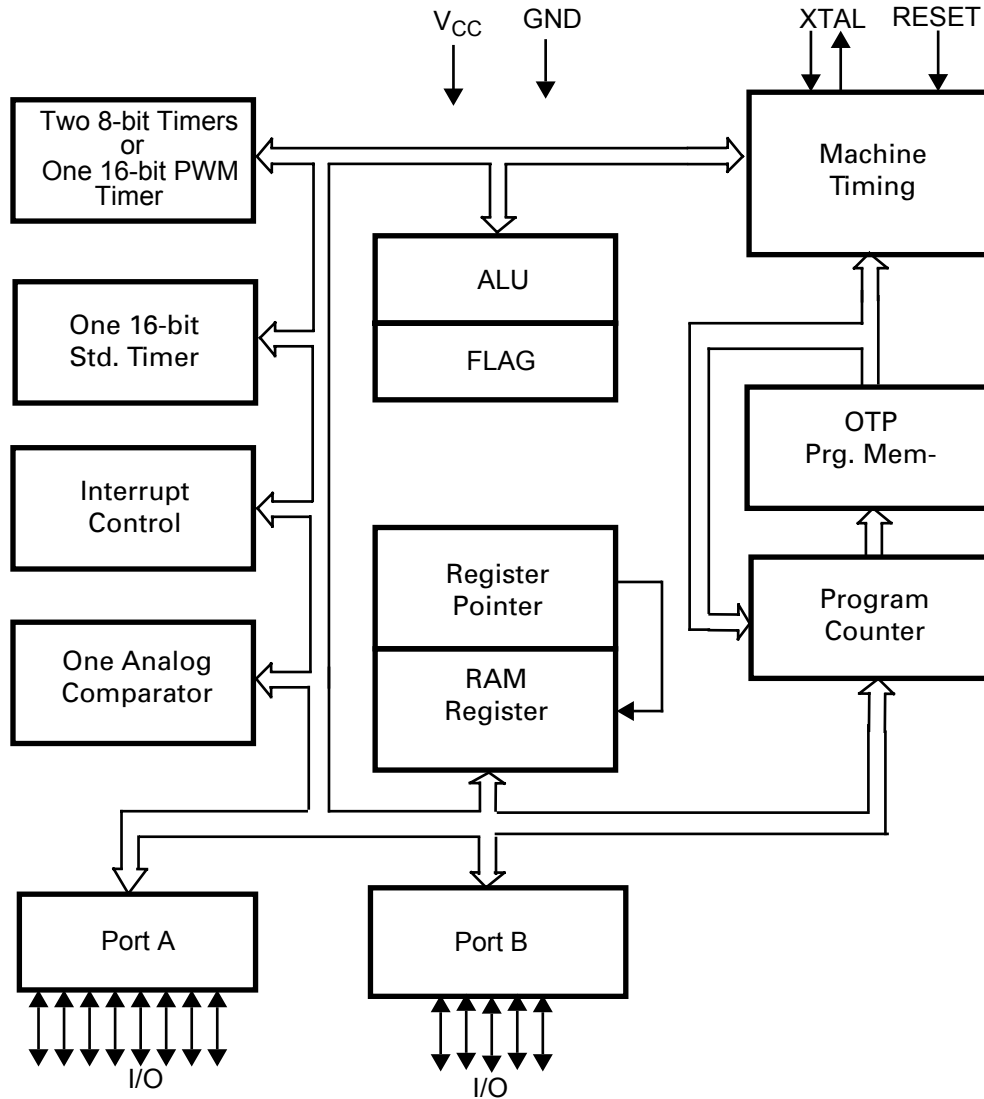 V_CC
GND
XTAL
RESET
Two 8-bit Timers
or
One 16-bit PWM
Timer
Machine
Timing
ALU
FLAG
One 16-bit
Std. Timer
OTP
Prg. Mem-
Interrupt
Control
Register
Pointer
Program
Counter
One Analog
Comparator
RAM
Register
Port A
Port B
I/O
I/O